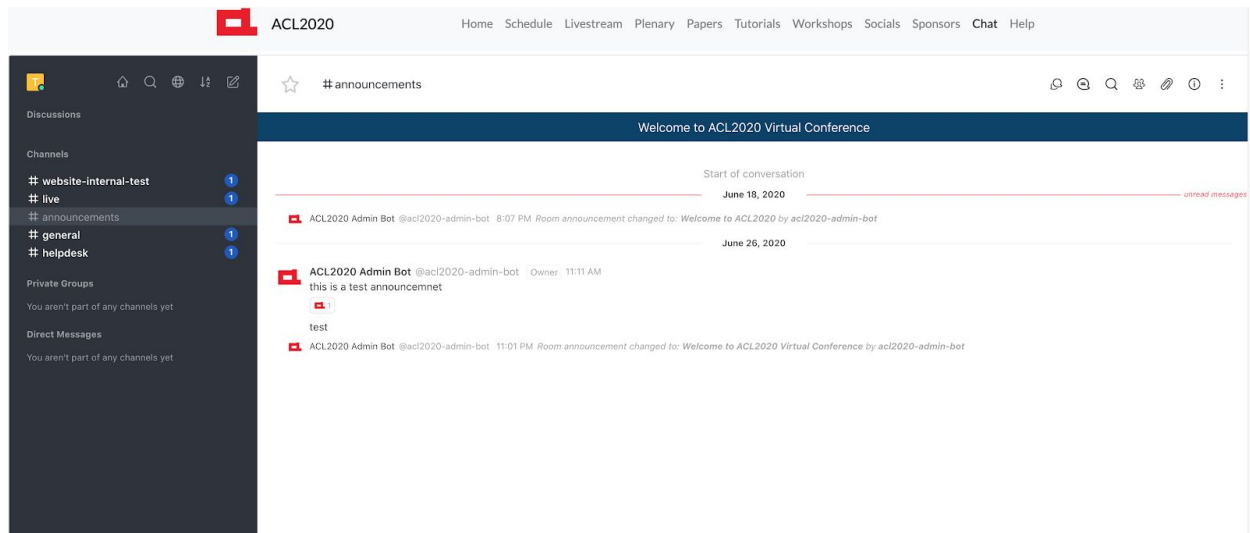 ACL2020
Home Schedule Livestream Plenary Papers Tutorials Workshops Socials Sponsors Chat Help
T
Discussions
Channels
# website-internal-test 1
# live 1
# announcements
# general 1
# helpdesk 1
Private Groups
You aren't part of any channels yet
Direct Messages
You aren't part of any channels yet
# announcements
Welcome to ACL2020 Virtual Conference
Start of conversation
June 18, 2020 unread messages
ACL2020 Admin Bot @acl2020-admin-bot 8:07 PM Room announcement changed to: Welcome to ACL2020 by acl2020-admin-bot
June 26, 2020
ACL2020 Admin Bot @acl2020-admin-bot Owner 11:11 AM
this is a test announcemnet
1
test
ACL2020 Admin Bot @acl2020-admin-bot 11:01 PM Room announcement changed to: Welcome to ACL2020 Virtual Conference by acl2020-admin-bot